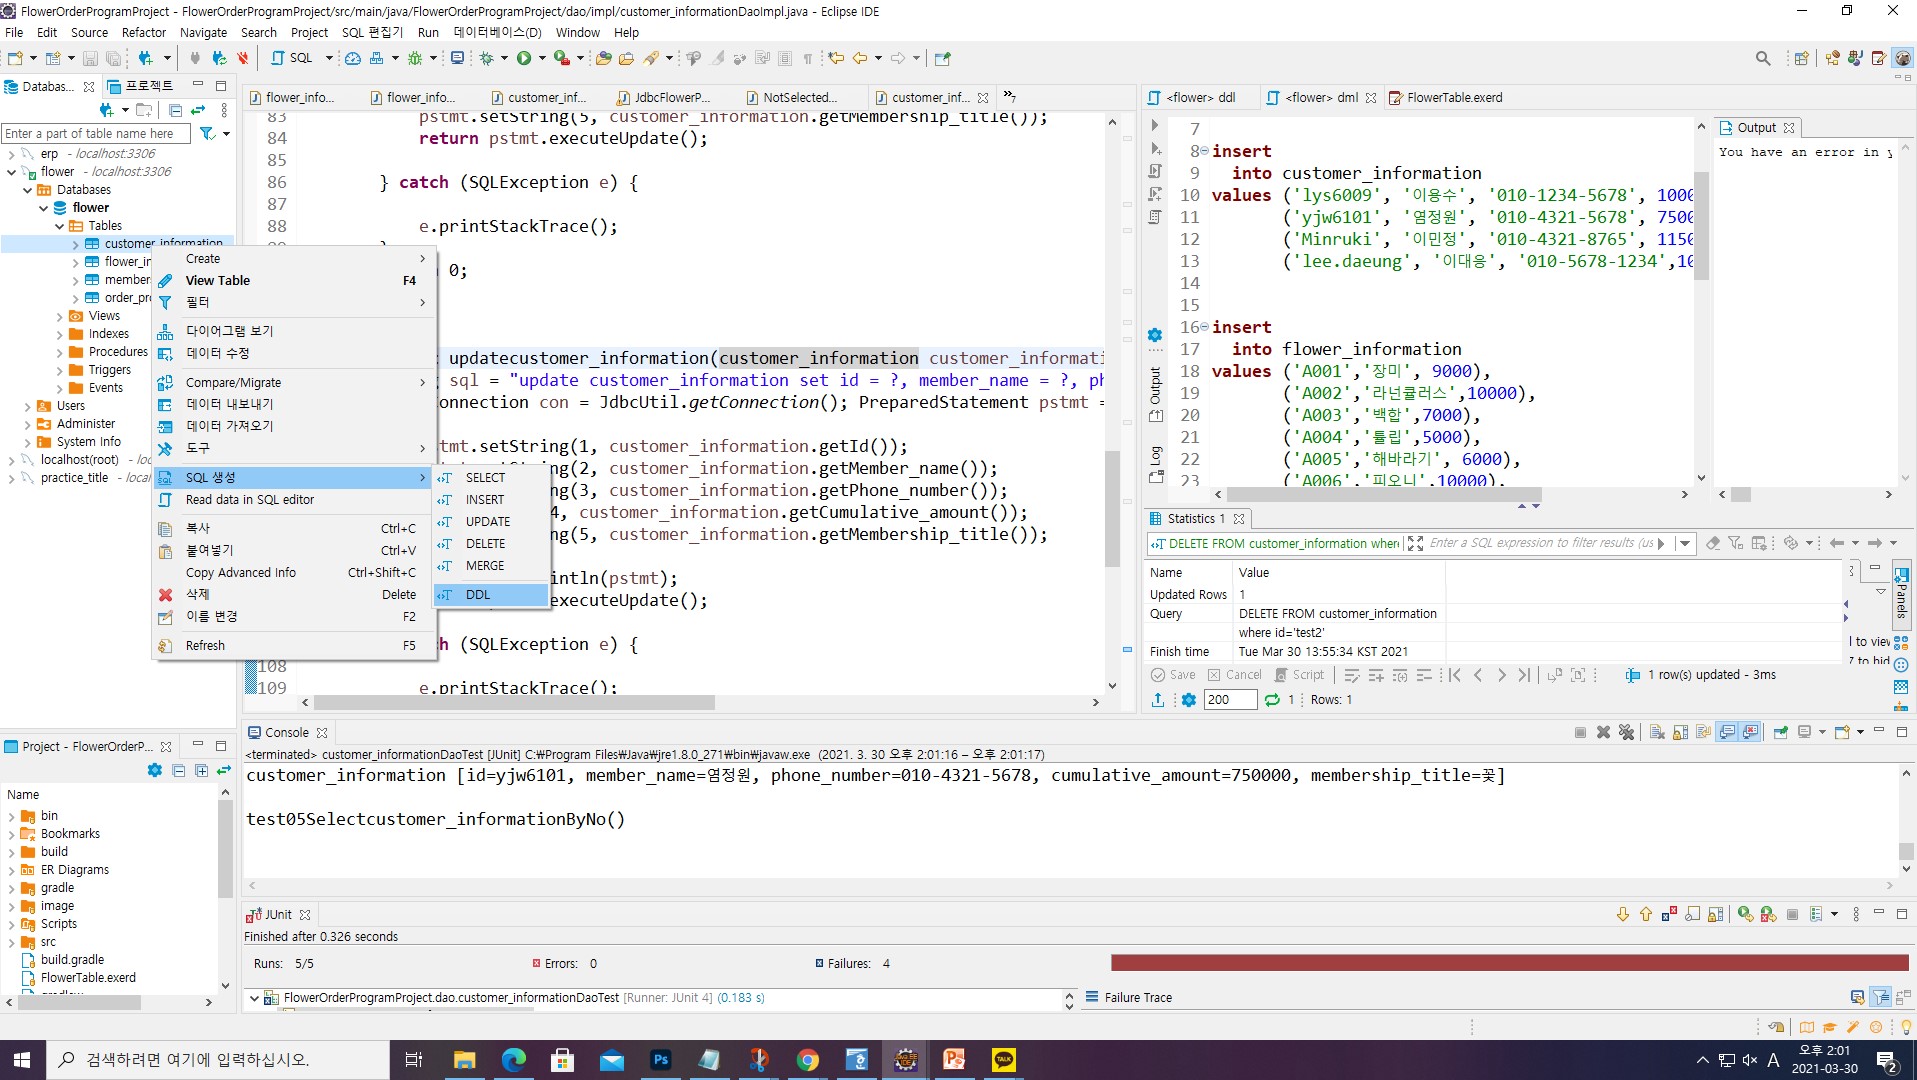 FlowerOrderProgramProject - FlowerOrderProgramProject/src/main/java/FlowerOrderProgramProject/dao/impl/customer_informationDaoImpl.java - Eclipse IDE
File Edit Source Refactor Navigate Search Project SQL 편집기 Run 데이터베이스(D) Window Help
SQL
Databas... 프로젝트
Enter a part of table name here
erp - localhost:3306
flower - localhost:3306
Databases
flower
Tables
customer_information
flower_in
member
order_pr
Views
Indexes
Procedures
Triggers
Events
Users
Administer
System Info
localhost(root) - loc
practice_title - local
Create
View Table F4
필터
다이어그램 보기
데이터 수정
Compare/Migrate
데이터 내보내기
데이터 가져오기
도구
SQL 생성
Read data in SQL editor
복사 Ctrl+C
붙여넣기 Ctrl+V
Copy Advanced Info Ctrl+Shift+C
삭제 Delete
이름 변경 F2
Refresh F5
SELECT
INSERT
UPDATE
DELETE
MERGE
DDL
flower_info... flower_info... customer_inf... JdbcFlowerP... NotSelected... customer_inf... »7
83 pstmt.setString(5, customer_information.getMembership_title());
84 return pstmt.executeUpdate();
85
86 } catch (SQLException e) {
87
88 e.printStackTrace();
0;
updatecustomer_information(customer_information customer_informati
sql = "update customer_information set id = ?, member_name = ?, ph
onnection con = JdbcUtil.getConnection(); PreparedStatement pstmt =
tmt.setString(1, customer_information.getId());
ng(2, customer_information.getMember_name());
ng(3, customer_information.getPhone_number());
4, customer_information.getCumulative_amount());
ng(5, customer_information.getMembership_title());
intln(pstmt);
executeUpdate();
h (SQLException e) {
108
109 e.printStackTrace();
<flower> ddl <flower> dml FlowerTable.exerd
7
8 insert
9 into customer_information
10 values ('lys6009', '이용수', '010-1234-5678', 1000
11 ('yjw6101', '염정원', '010-4321-5678', 7500
12 ('Minruki', '이민정', '010-4321-8765', 1150
13 ('lee.daeung', '이대응', '010-5678-1234',10
14
15
16 insert
17 into flower_information
18 values ('A001','장미', 9000),
19 ('A002','라넌큘러스',10000),
20 ('A003','백합',7000),
21 ('A004','튤립',5000),
22 ('A005','해바라기', 6000),
23 ('A006','피오니',10000),
Output
Log
Output
You have an error in y
Statistics 1
DELETE FROM customer_information where Enter a SQL expression to filter results (us
Name Value
Updated Rows 1
Query DELETE FROM customer_information
where id='test2'
Finish time Tue Mar 30 13:55:34 KST 2021
Panels
l to view
7 to hid
Save Cancel Script 1 row(s) updated - 3ms
200 1 Rows: 1
Project - FlowerOrderP...
Name
bin
Bookmarks
build
ER Diagrams
gradle
image
Scripts
src
build.gradle
FlowerTable.exerd
Console
<terminated> customer_informationDaoTest [JUnit] C:₩Program Files₩Java₩jre1.8.0_271₩bin₩javaw.exe (2021. 3. 30 오후 2:01:16 – 오후 2:01:17)
customer_information [id=yjw6101, member_name=염정원, phone_number=010-4321-5678, cumulative_amount=750000, membership_title=꽃]
test05Selectcustomer_informationByNo()
JUnit
Finished after 0.326 seconds
Runs: 5/5 Errors: 0 Failures: 4
FlowerOrderProgramProject.dao.customer_informationDaoTest [Runner: JUnit 4] (0.183 s)
Failure Trace
검색하려면 여기에 입력하십시오.
Ps
TALK
A
오후 2:01
2021-03-30
2